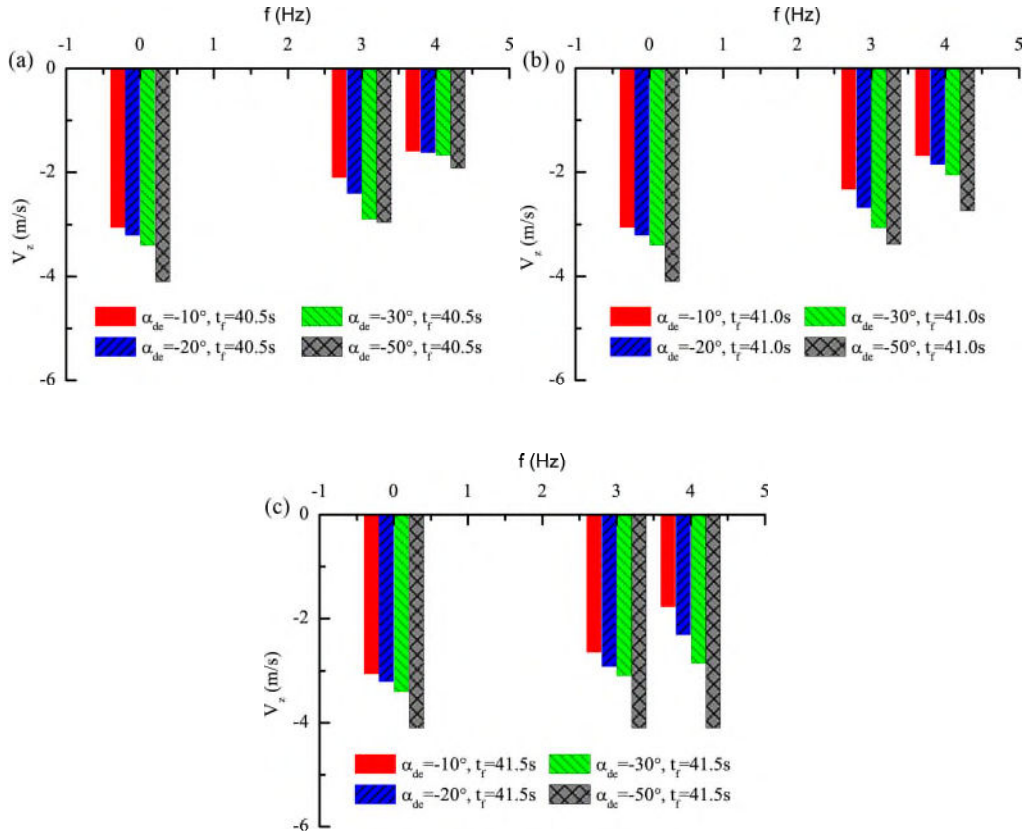 f (Hz)
-1 0 1 2 3 4 5
(a)
0
-2
-4
-6
V_z (m/s)
α_de=-10°, t_f=40.5s α_de=-30°, t_f=40.5s
α_de=-20°, t_f=40.5s α_de=-50°, t_f=40.5s
f (Hz)
-1 0 1 2 3 4 5
(b)
0
-2
-4
-6
V_z (m/s)
α_de=-10°, t_f=41.0s α_de=-30°, t_f=41.0s
α_de=-20°, t_f=41.0s α_de=-50°, t_f=41.0s
f (Hz)
-1 0 1 2 3 4 5
(c)
0
-2
-4
-6
V_z (m/s)
α_de=-10°, t_f=41.5s α_de=-30°, t_f=41.5s
α_de=-20°, t_f=41.5s α_de=-50°, t_f=41.5s